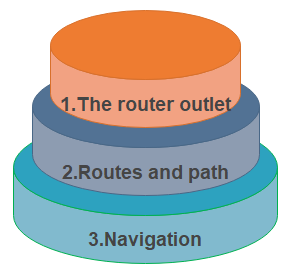 1.The router outlet
2.Routes and path
3.Navigation